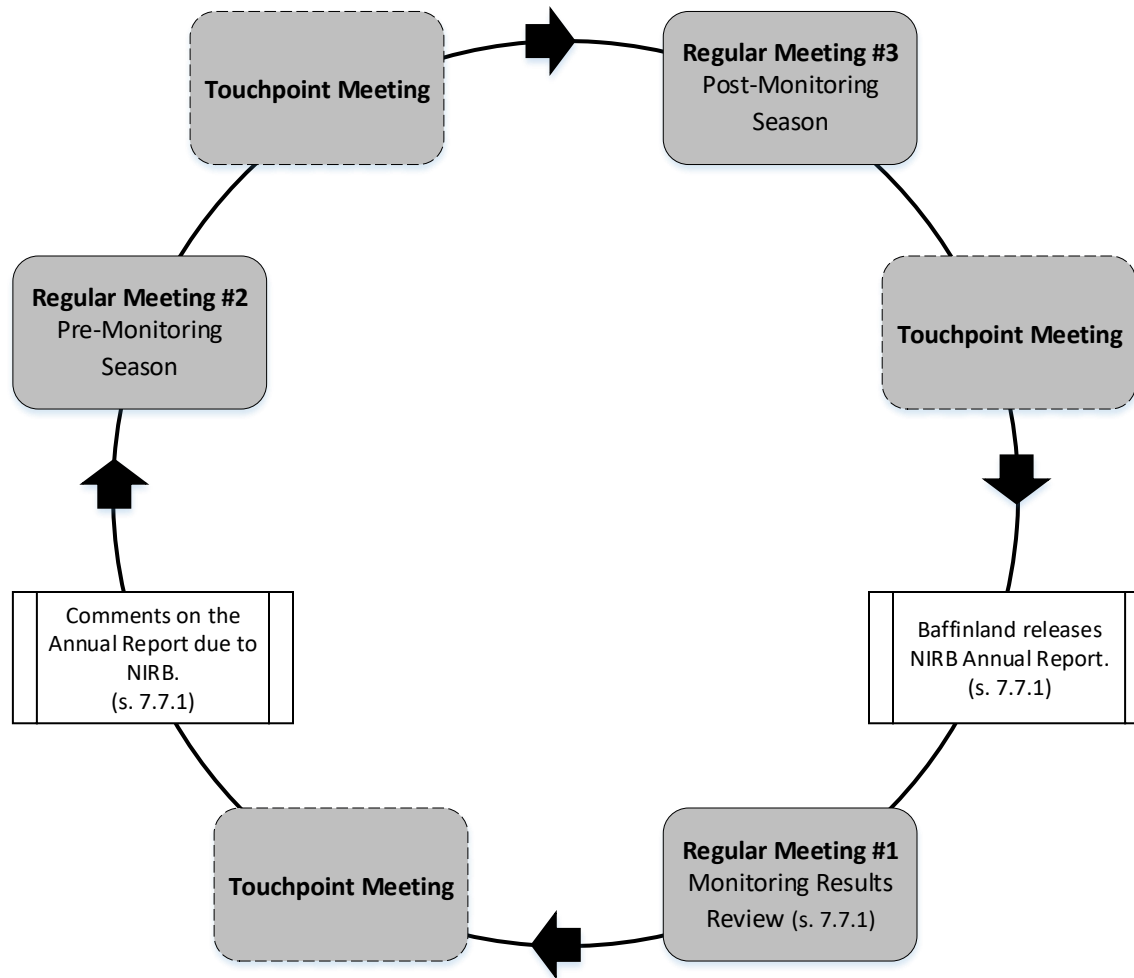 Touchpoint Meeting
Regular Meeting #3
Post-Monitoring
Season
Regular Meeting #2
Pre-Monitoring
Season
Touchpoint Meeting
Comments on the
Annual Report due to
NIRB.
(s. 7.7.1)
Baffinland releases
NIRB Annual Report.
(s. 7.7.1)
Touchpoint Meeting
Regular Meeting #1
Monitoring Results
Review (s. 7.7.1)